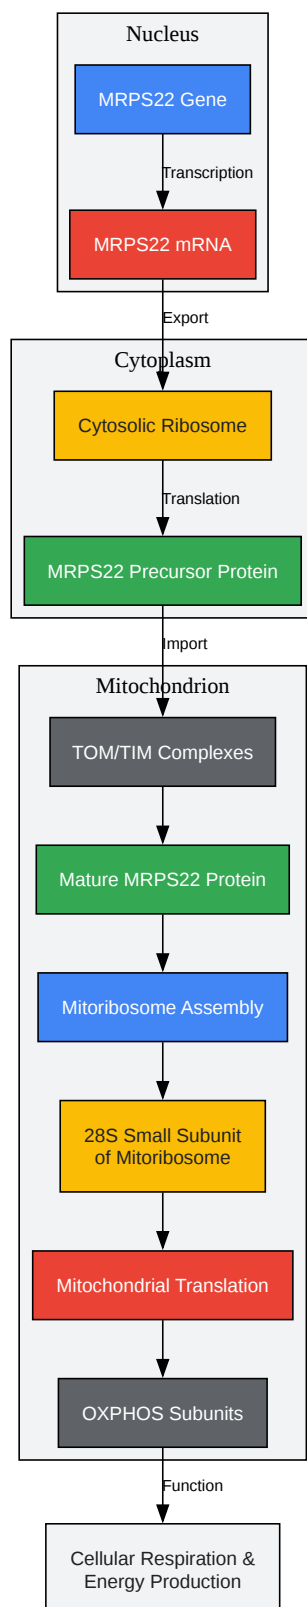 Nucleus
MRPS22 Gene
Transcription
MRPS22 mRNA
Export
Cytoplasm
Cytosolic Ribosome
Translation
MRPS22 Precursor Protein
Import
Mitochondrion
TOM/TIM Complexes
Mature MRPS22 Protein
Mitoribosome Assembly
28S Small Subunit
of Mitoribosome
Mitochondrial Translation
OXPHOS Subunits
Function
Cellular Respiration &
Energy Production